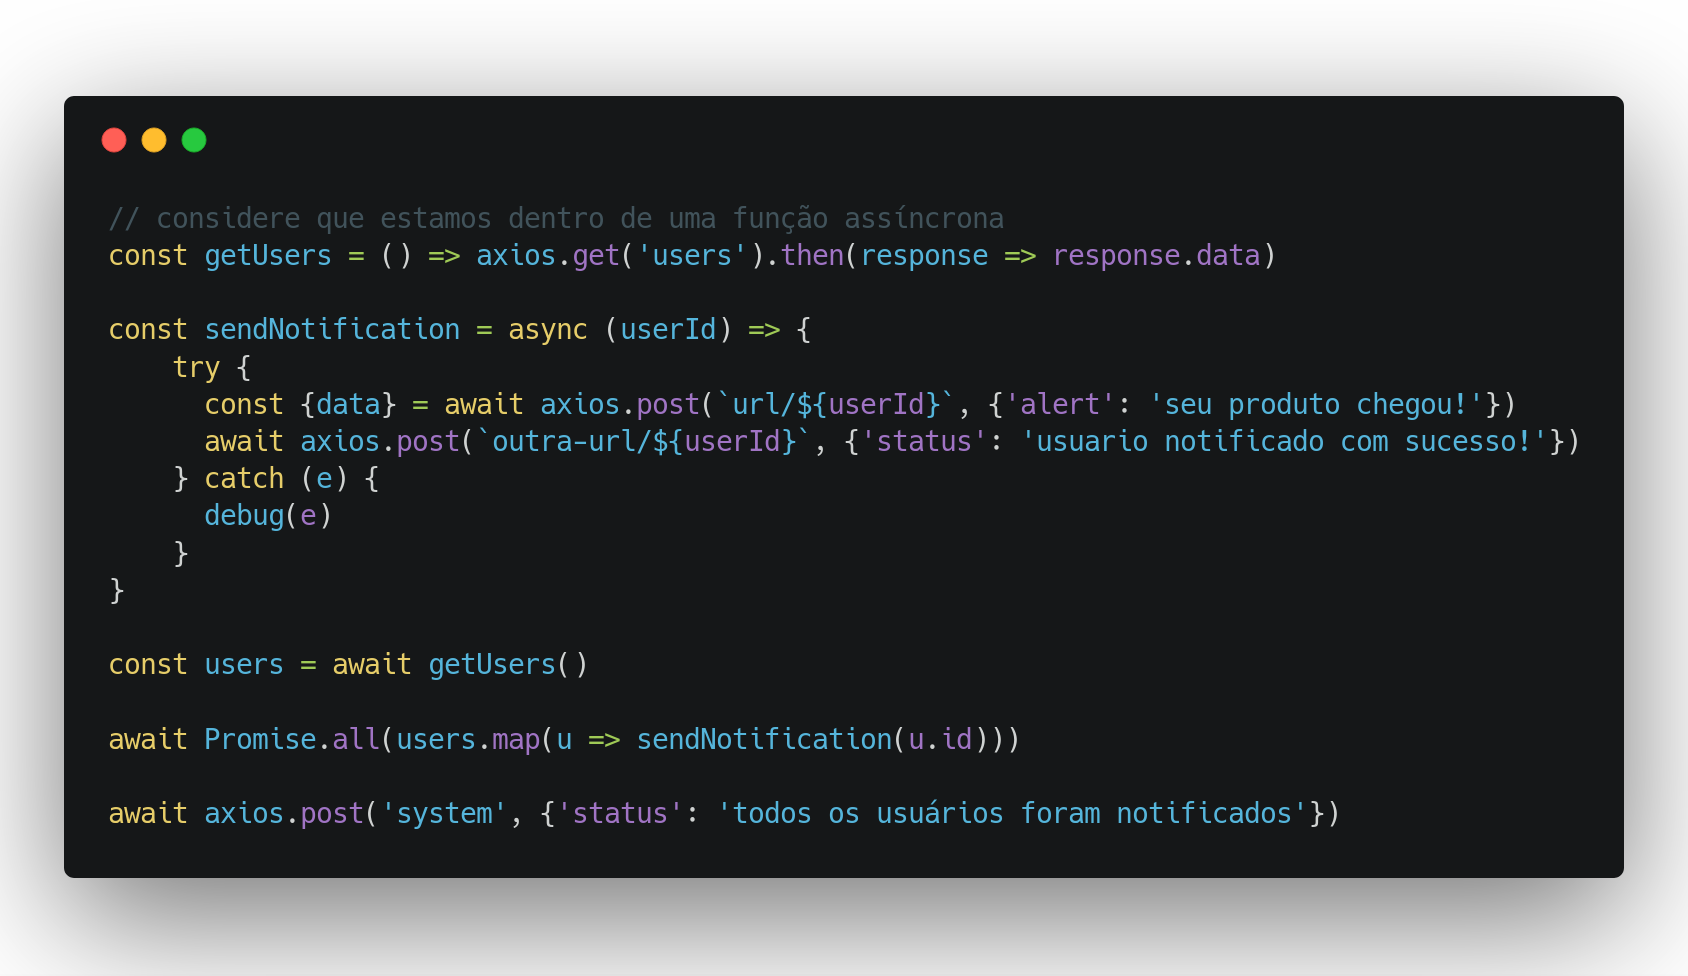 // considere que estamos dentro de uma função assíncrona
const getUsers = () => axios.get('users').then(response => response.data)

const sendNotification = async (userId) => {
    try {
      const {data} = await axios.post(`url/${userId}`, {'alert': 'seu produto chegou!'})
      await axios.post(`outra-url/${userId}`, {'status': 'usuario notificado com sucesso!'})
    } catch (e) {
      debug(e)
    }
}

const users = await getUsers()

await Promise.all(users.map(u => sendNotification(u.id)))

await axios.post('system', {'status': 'todos os usuários foram notificados'})